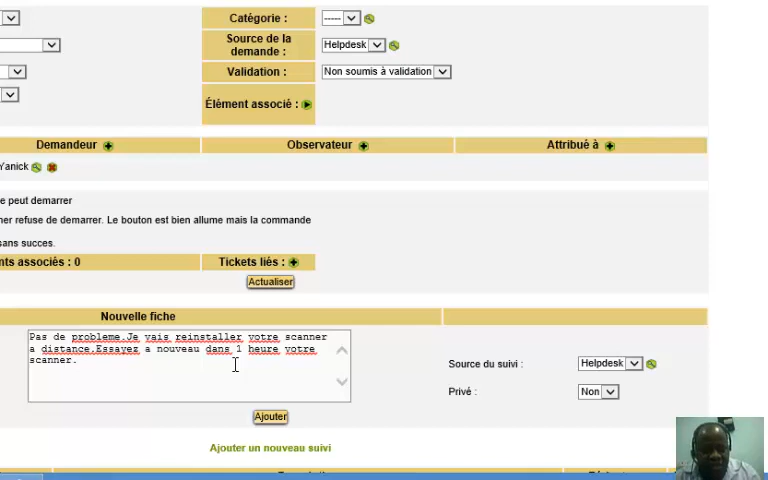 Catégorie : -----
Source de la demande : Helpdesk
Validation : Non soumis à validation
Élément associé :
Demandeur Observateur Attribué à
Yanick
e peut demarrer
ner refuse de demarrer. Le bouton est bien allume mais la commande
sans succes.
nts associés : 0 Tickets liés :
Actualiser
Nouvelle fiche
Pas de probleme.Je vais reinstaller votre scanner
a distance.Essayez a nouveau dans 1 heure votre
scanner.
Source du suivi : Helpdesk
Privé : Non
Ajouter
Ajouter un nouveau suivi